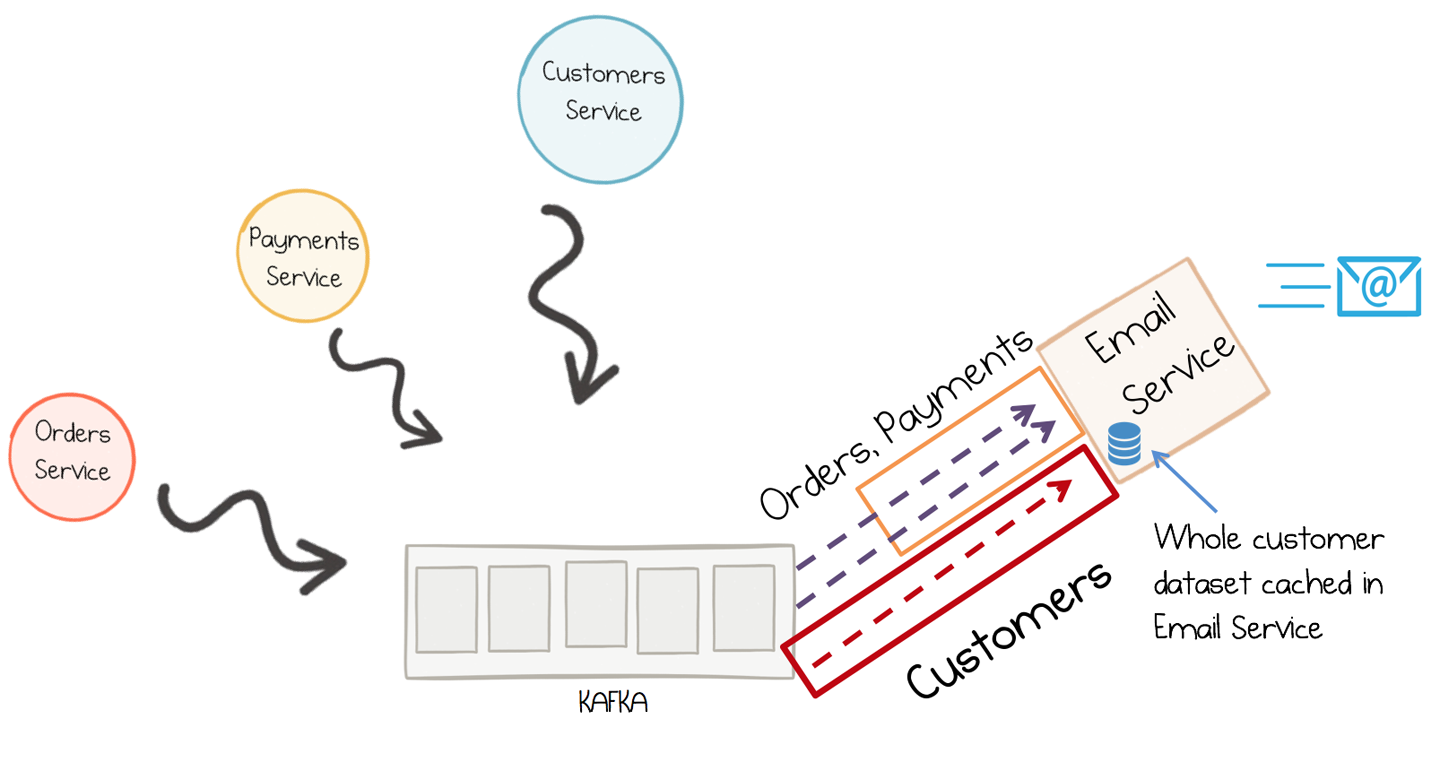 Customers
Service
Payments
Service
Orders
Service
Orders, Payments
Email
Service
@
Customers
Whole customer
dataset cached in
Email Service
KAFKA